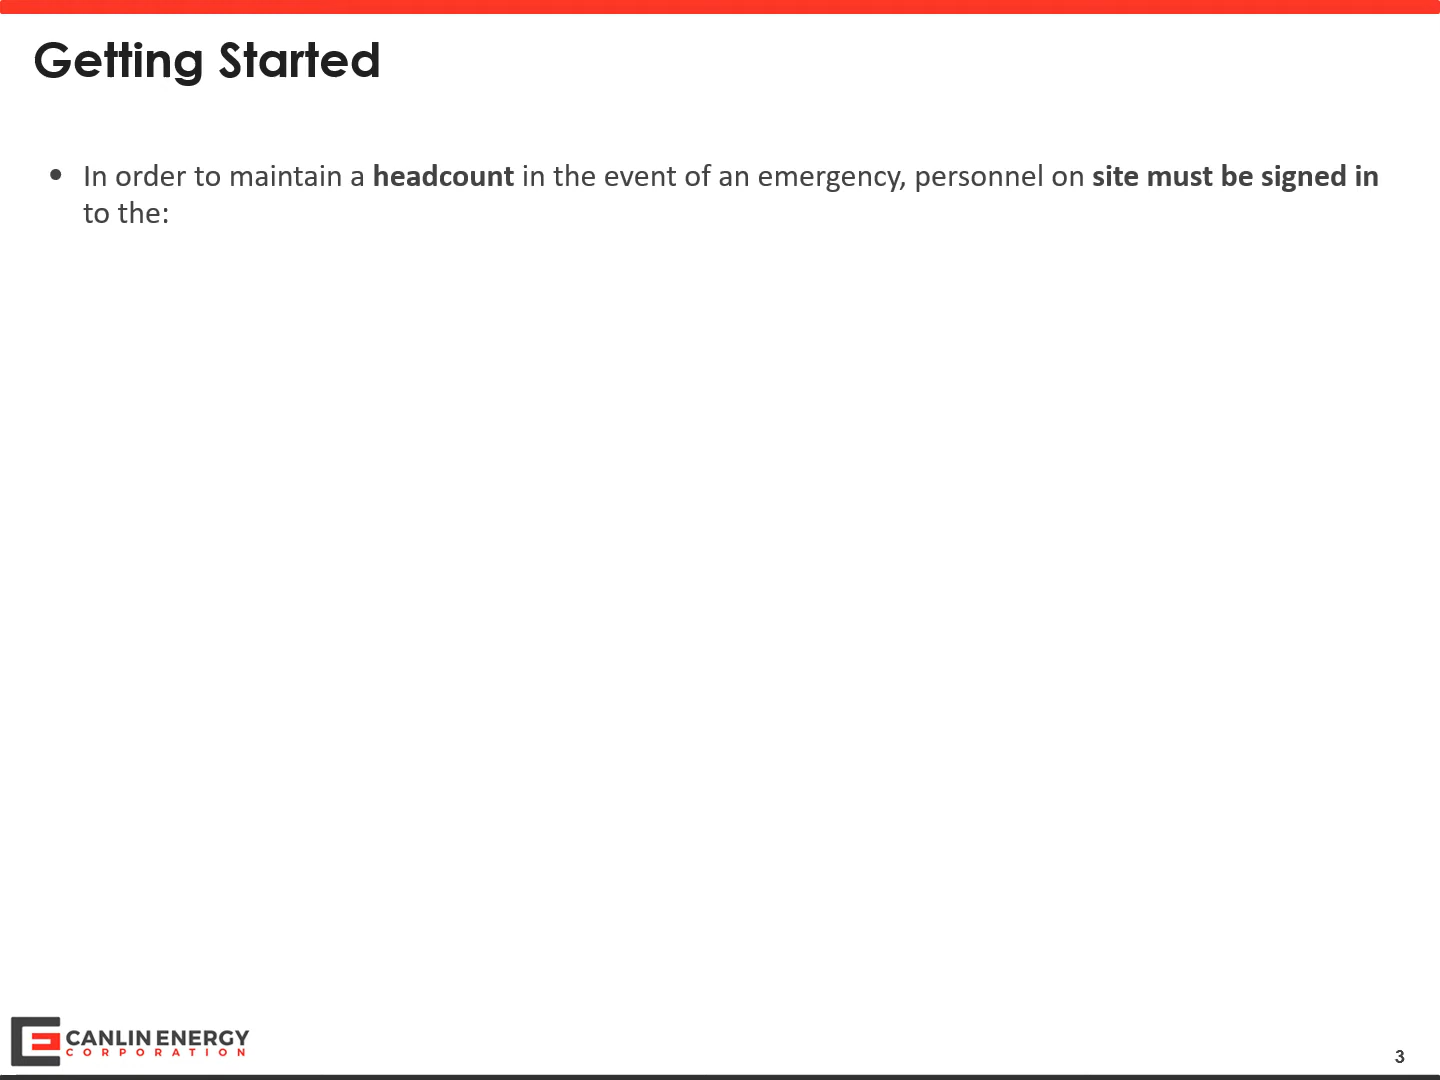 Getting Started
• In order to maintain a headcount in the event of an emergency, personnel on site must be signed in
to the:
CANLIN ENERGY
CORPORATION
3